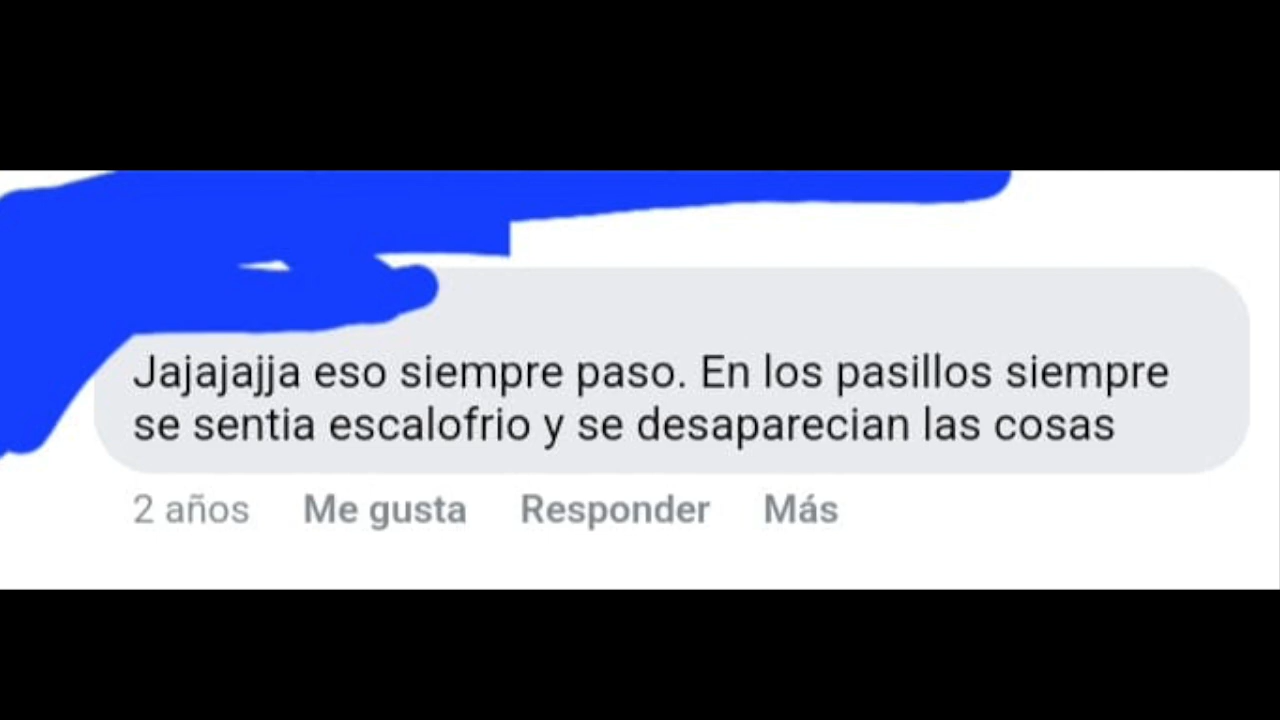 Jajajajja eso siempre paso. En los pasillos siempre
se sentia escalofrio y se desaparecian las cosas
2 años Me gusta Responder Más